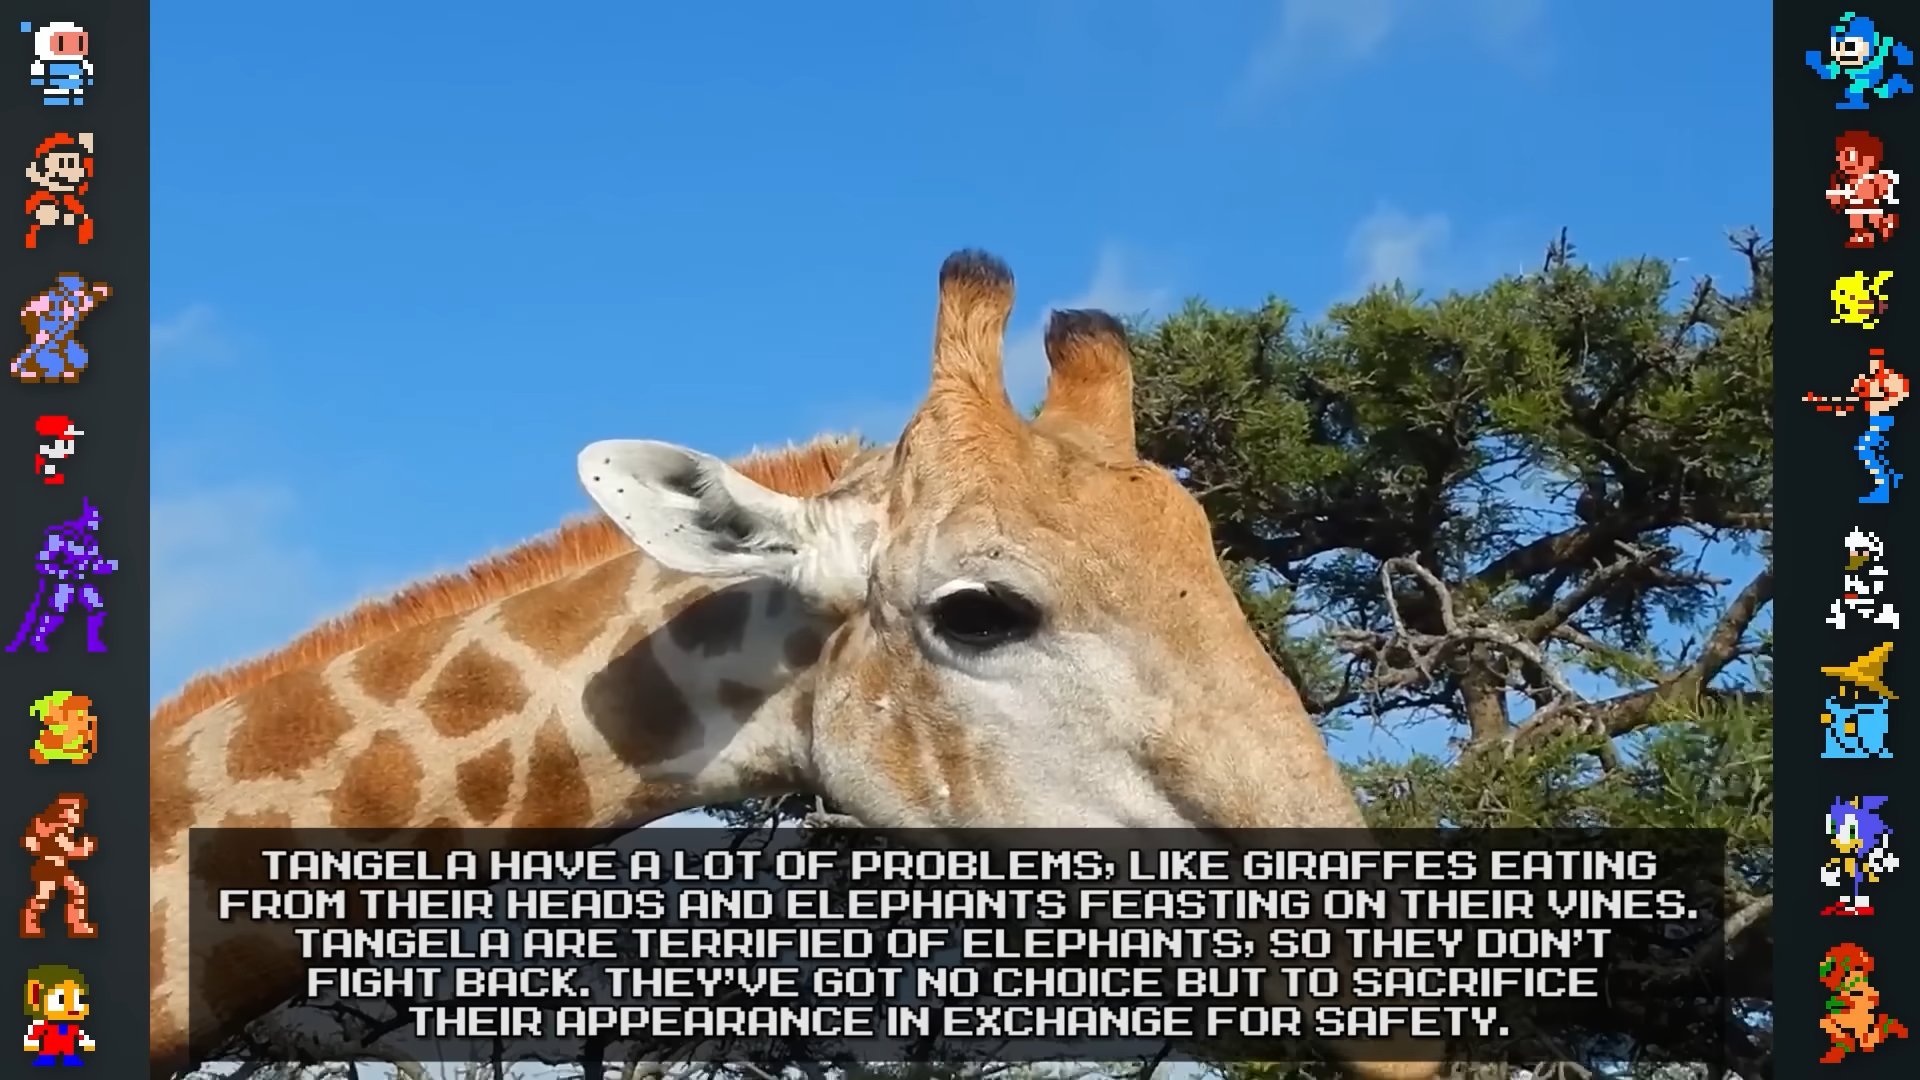 TANGELA HAVE A LOT OF PROBLEMS, LIKE GIRAFFES EATING
FROM THEIR HEADS AND ELEPHANTS FEASTING ON THEIR VINES.
TANGELA ARE TERRIFIED OF ELEPHANTS, SO THEY DON'T
FIGHT BACK. THEY'VE GOT NO CHOICE BUT TO SACRIFICE
THEIR APPEARANCE IN EXCHANGE FOR SAFETY.